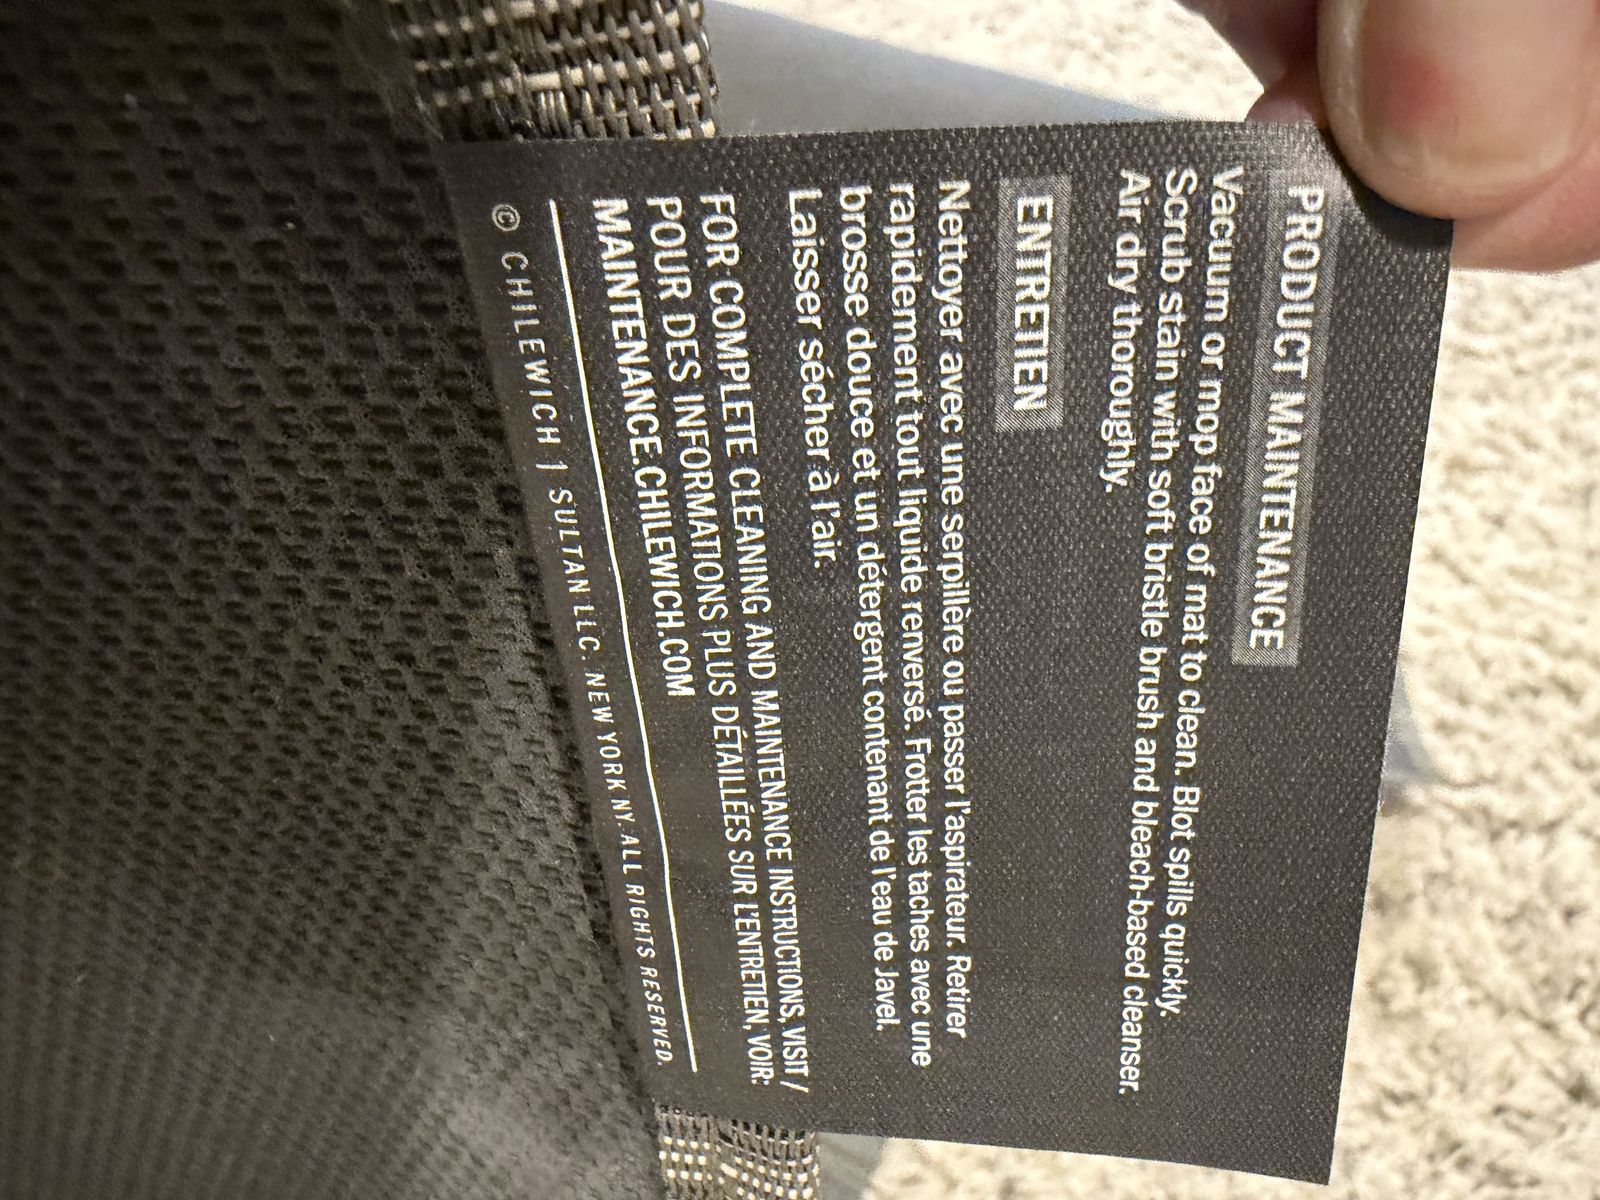 PRODUCT MAINTENANCE
Vacuum or mop face of mat to clean. Blot spills quickly.
Scrub stain with soft bristle brush and bleach-based cleanser.
Air dry thoroughly.
ENTRETIEN
Nettoyer avec une serpillère ou passer l'aspirateur. Retirer
rapidement tout liquide renversé. Frotter les taches avec une
brosse douce et un détergent contenant de l'eau de Javel.
Laisser sécher à l'air.
FOR COMPLETE CLEANING AND MAINTENANCE INSTRUCTIONS, VISIT /
POUR DES INFORMATIONS PLUS DÉTAILLÉES SUR L'ENTRETIEN, VOIR:
MAINTENANCE.CHILEWICH.COM
© CHILEWICH | SULTAN LLC. NEW YORK NY. ALL RIGHTS RESERVED.